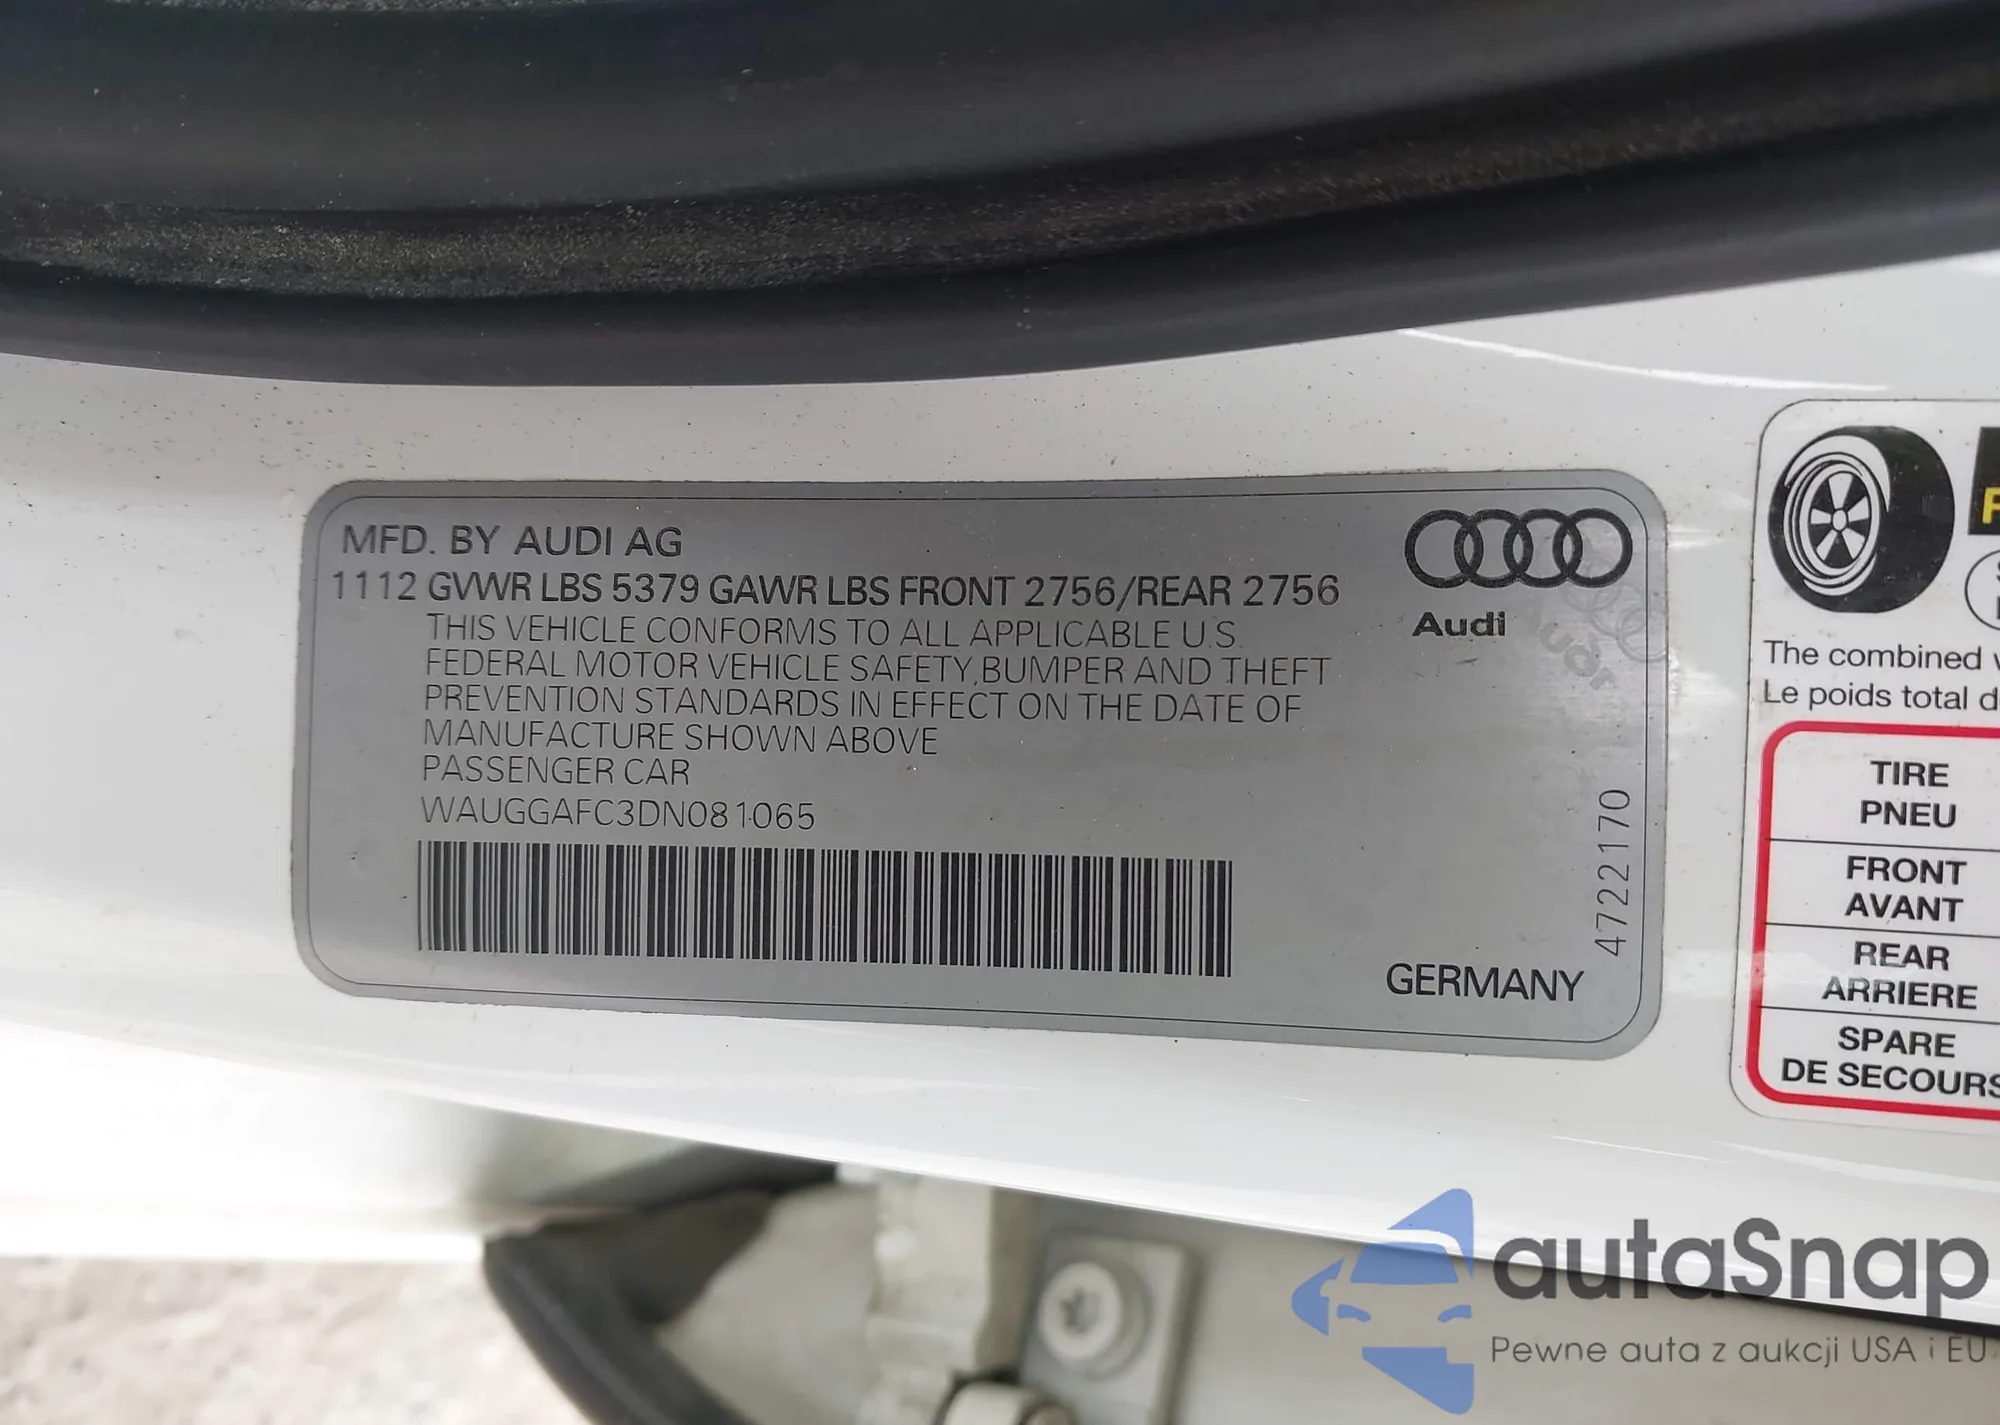 MFD. BY AUDI AG
1112 GVWR LBS 5379 GAWR LBS FRONT 2756/REAR 2756
THIS VEHICLE CONFORMS TO ALL APPLICABLE U.S.
FEDERAL MOTOR VEHICLE SAFETY,BUMPER AND THEFT
PREVENTION STANDARDS IN EFFECT ON THE DATE OF
MANUFACTURE SHOWN ABOVE
PASSENGER CAR
WAUGGAFC3DN081065
Audi
Audi
47221170
GERMANY
The combined
Le poids total
TIRE
PNEU
FRONT
AVANT
REAR
ARRIERE
SPARE
DE SECOURS
autaSnap
Pewne auta z aukcji USA i EU